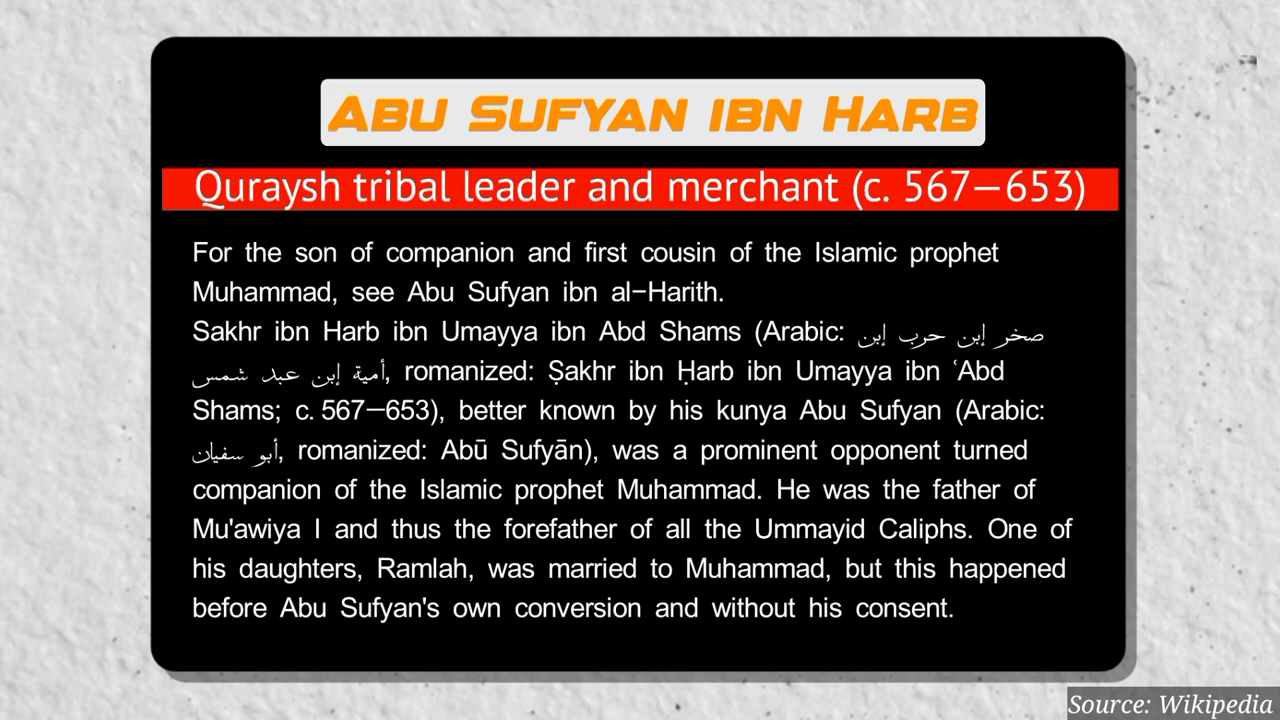 ABU SUFYAN IBN HARB
Quraysh tribal leader and merchant (c. 567–653)
For the son of companion and first cousin of the Islamic prophet
Muhammad, see Abu Sufyan ibn al-Harith.
Sakhr ibn Harb ibn Umayya ibn Abd Shams (Arabic: صخر إبن حرب إبن
أمية إبن عبد شمس, romanized: Ṣakhr ibn Ḥarb ibn Umayya ibn ʿAbd
Shams; c. 567–653), better known by his kunya Abu Sufyan (Arabic:
أبو سفيان, romanized: Abū Sufyān), was a prominent opponent turned
companion of the Islamic prophet Muhammad. He was the father of
Mu'awiya I and thus the forefather of all the Ummayid Caliphs. One of
his daughters, Ramlah, was married to Muhammad, but this happened
before Abu Sufyan's own conversion and without his consent.
Source: Wikipedia